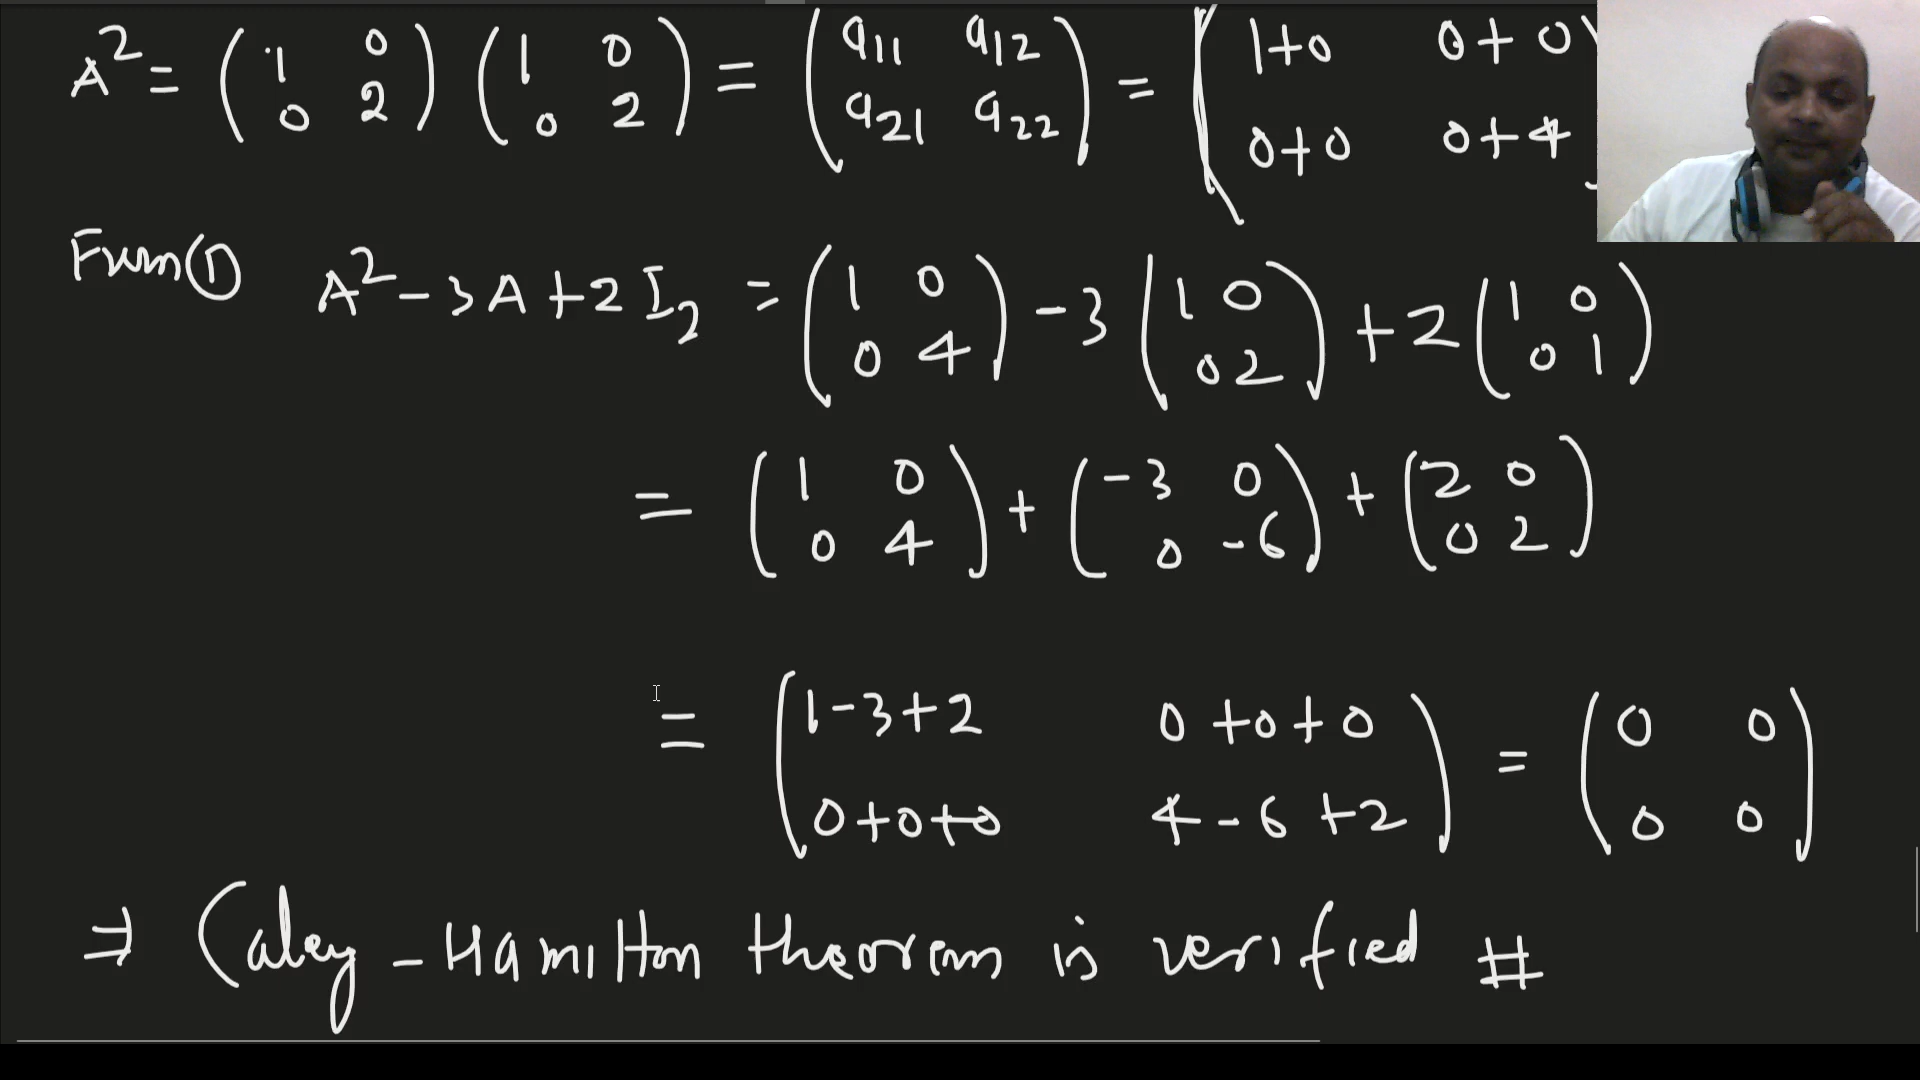 A² = (1 0 0 2) (1 0 0 2) = (a11 a12 a21 a22) = (1+0 0+0 0+0 0+4
From ① A² - 3A + 2I₂ = (1 0 0 4) - 3 (1 0 0 2) + 2 (1 0 0 1)
= (1 0 0 4) + (-3 0 0 -6) + (2 0 0 2)
= (1-3+2 0+0+0 0+0+0 4-6+2) = (0 0 0 0)
⇒ Caley - Hamilton theorem is verified #